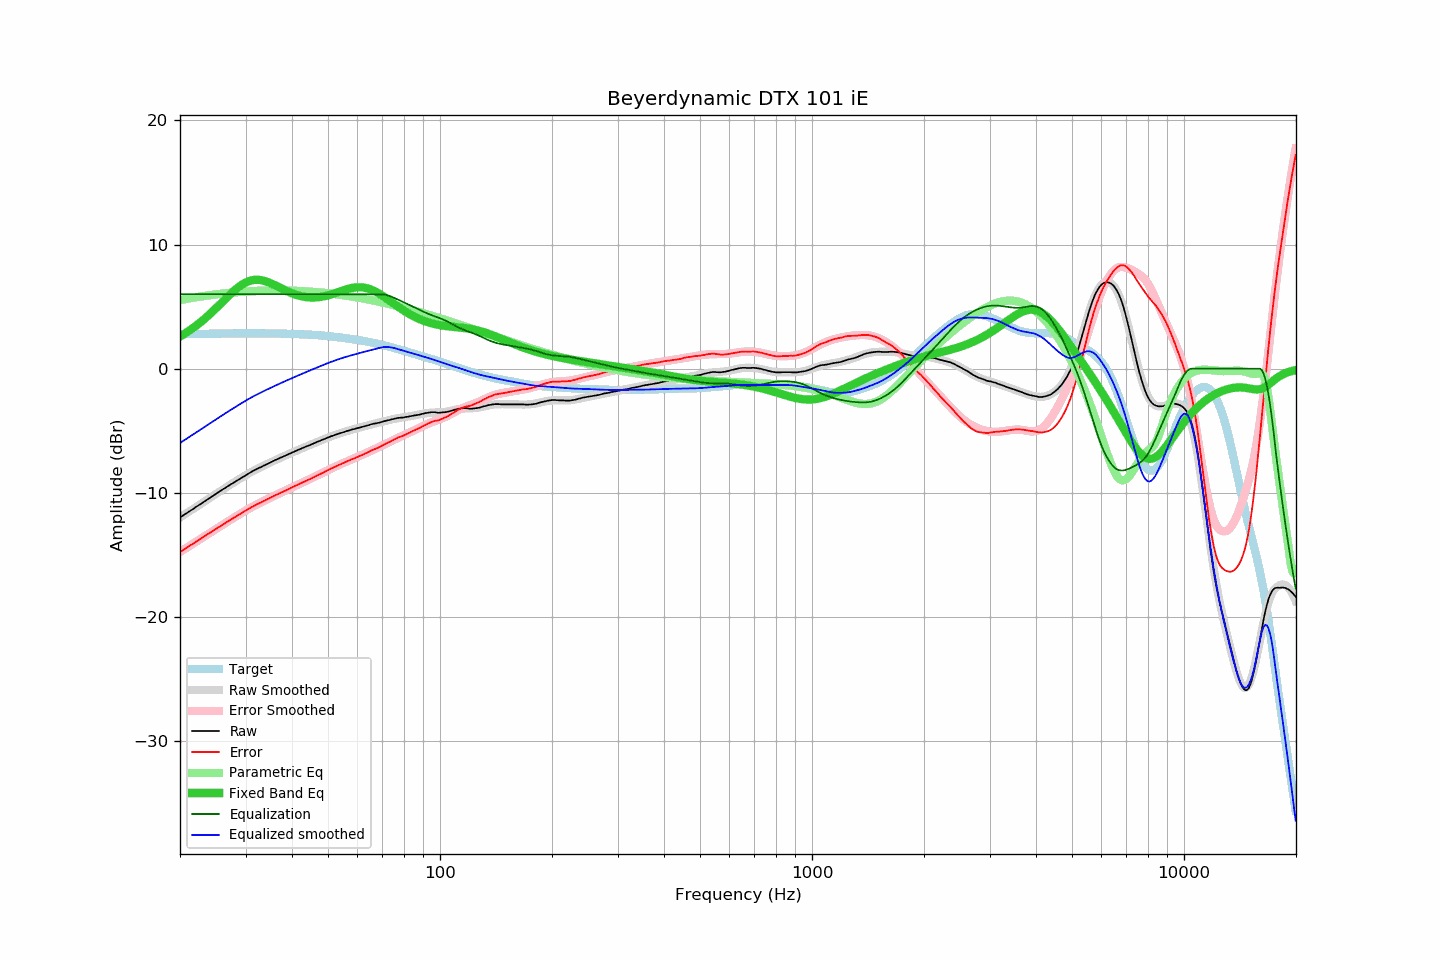 Beyerdynamic DTX 101 iE
20
10
0
−10
−20
−30
Amplitude (dBr)
Target
Raw Smoothed
Error Smoothed
Raw
Error
Parametric Eq
Fixed Band Eq
Equalization
Equalized smoothed
100
1000
10000
Frequency (Hz)